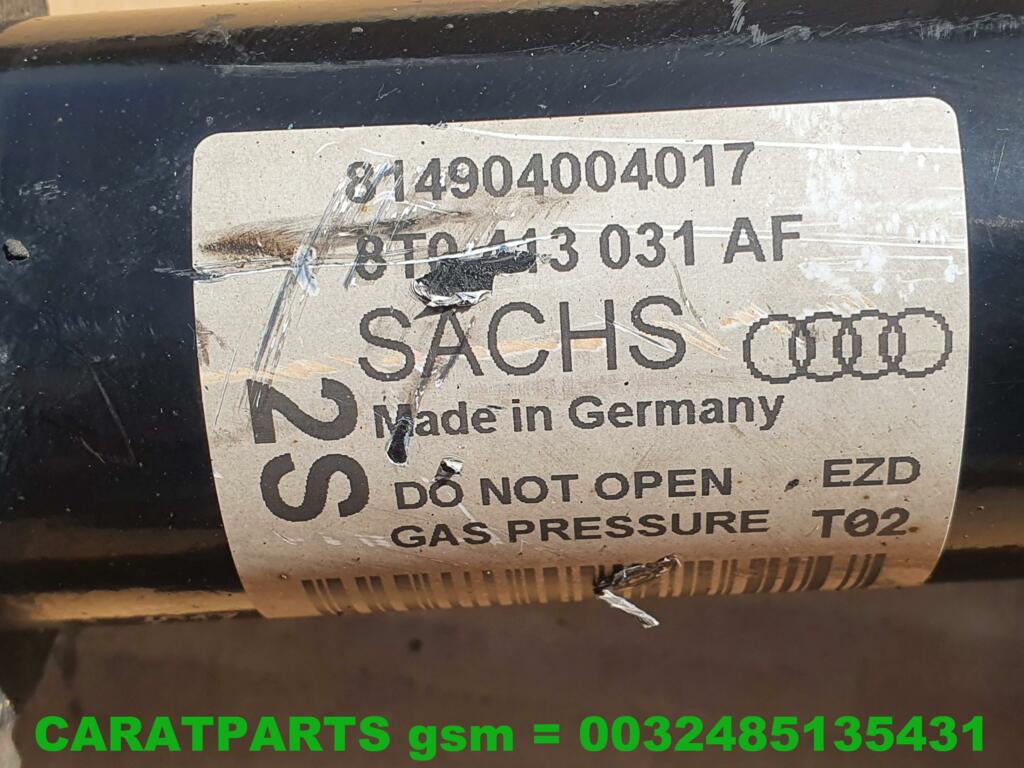 814904004017
8T0 413 031 AF
SACHS
2S
Made in Germany
DO NOT OPEN EZD
GAS PRESSURE T02
CARATPARTS gsm = 0032485135431